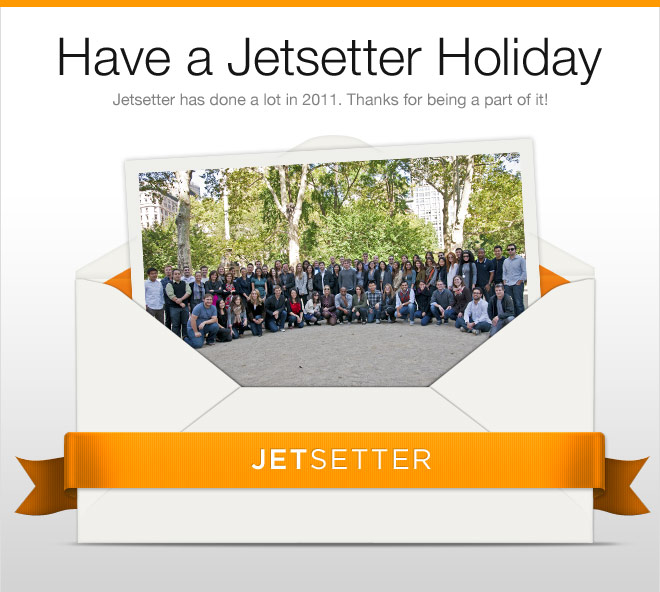 Have a Jetsetter Holiday
Jetsetter has done a lot in 2011. Thanks for being a part of it!
JETSETTER